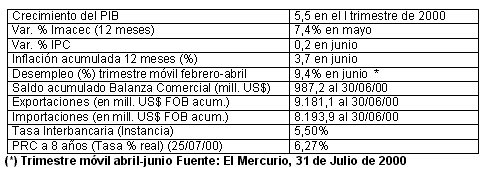 Crecimiento del PIB 5,5 en el I trimestre de 2000
Var. % Imacec (12 meses) 7,4% en mayo
Var. % IPC 0,2 en junio
Inflación acumulada 12 meses (%) 3,7 en junio
Desempleo (%) trimestre móvil febrero-abril 9,4% en junio *
Saldo acumulado Balanza Comercial (mill. US$) 987,2 al 30/06/00
Exportaciones (en mill. US$ FOB acum.) 9.181,1 al 30/06/00
Importaciones (en mill. US$ FOB acum.) 8.193,9 al 30/06/00
Tasa Interbancaria (Instancia) 5,50%
PRC a 8 años (Tasa % real) (25/07/00) 6,27%
(*) Trimestre móvil abril-junio Fuente: El Mercurio, 31 de Julio de 2000